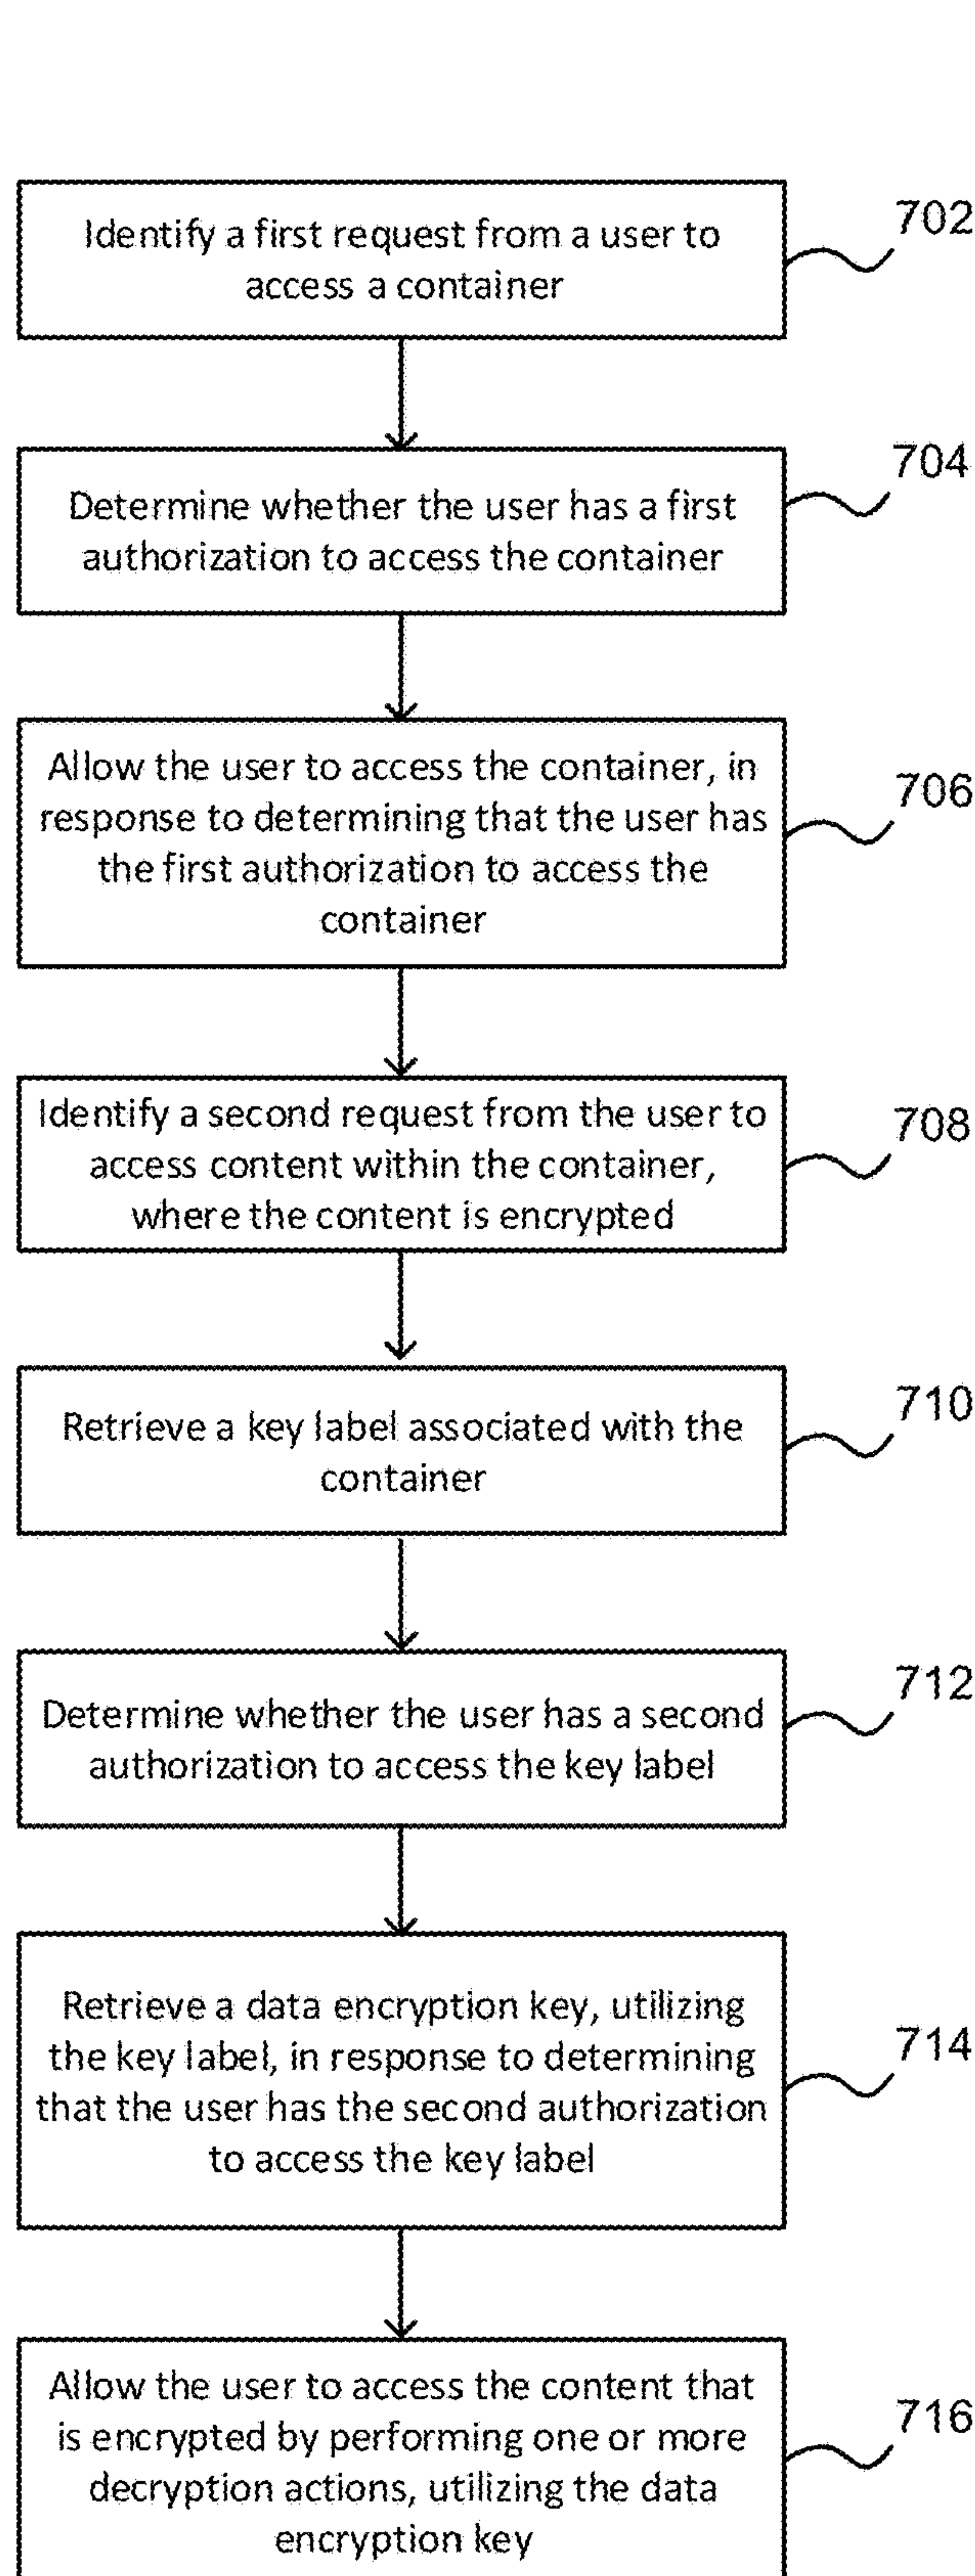 Identify a first request from a user to
access a container
702
Determine whether the user has a first
authorization to access the container
704
Allow the user to access the container, in
response to determining that the user has
the first authorization to access the
container
706
Identify a second request from the user to
access content within the container,
where the content is encrypted
708
Retrieve a key label associated with the
container
710
Determine whether the user has a second
authorization to access the key label
712
Retrieve a data encryption key, utilizing
the key label, in response to determining
that the user has the second authorization
to access the key label
714
Allow the user to access the content that
is encrypted by performing one or more
decryption actions, utilizing the data
encryption key
716